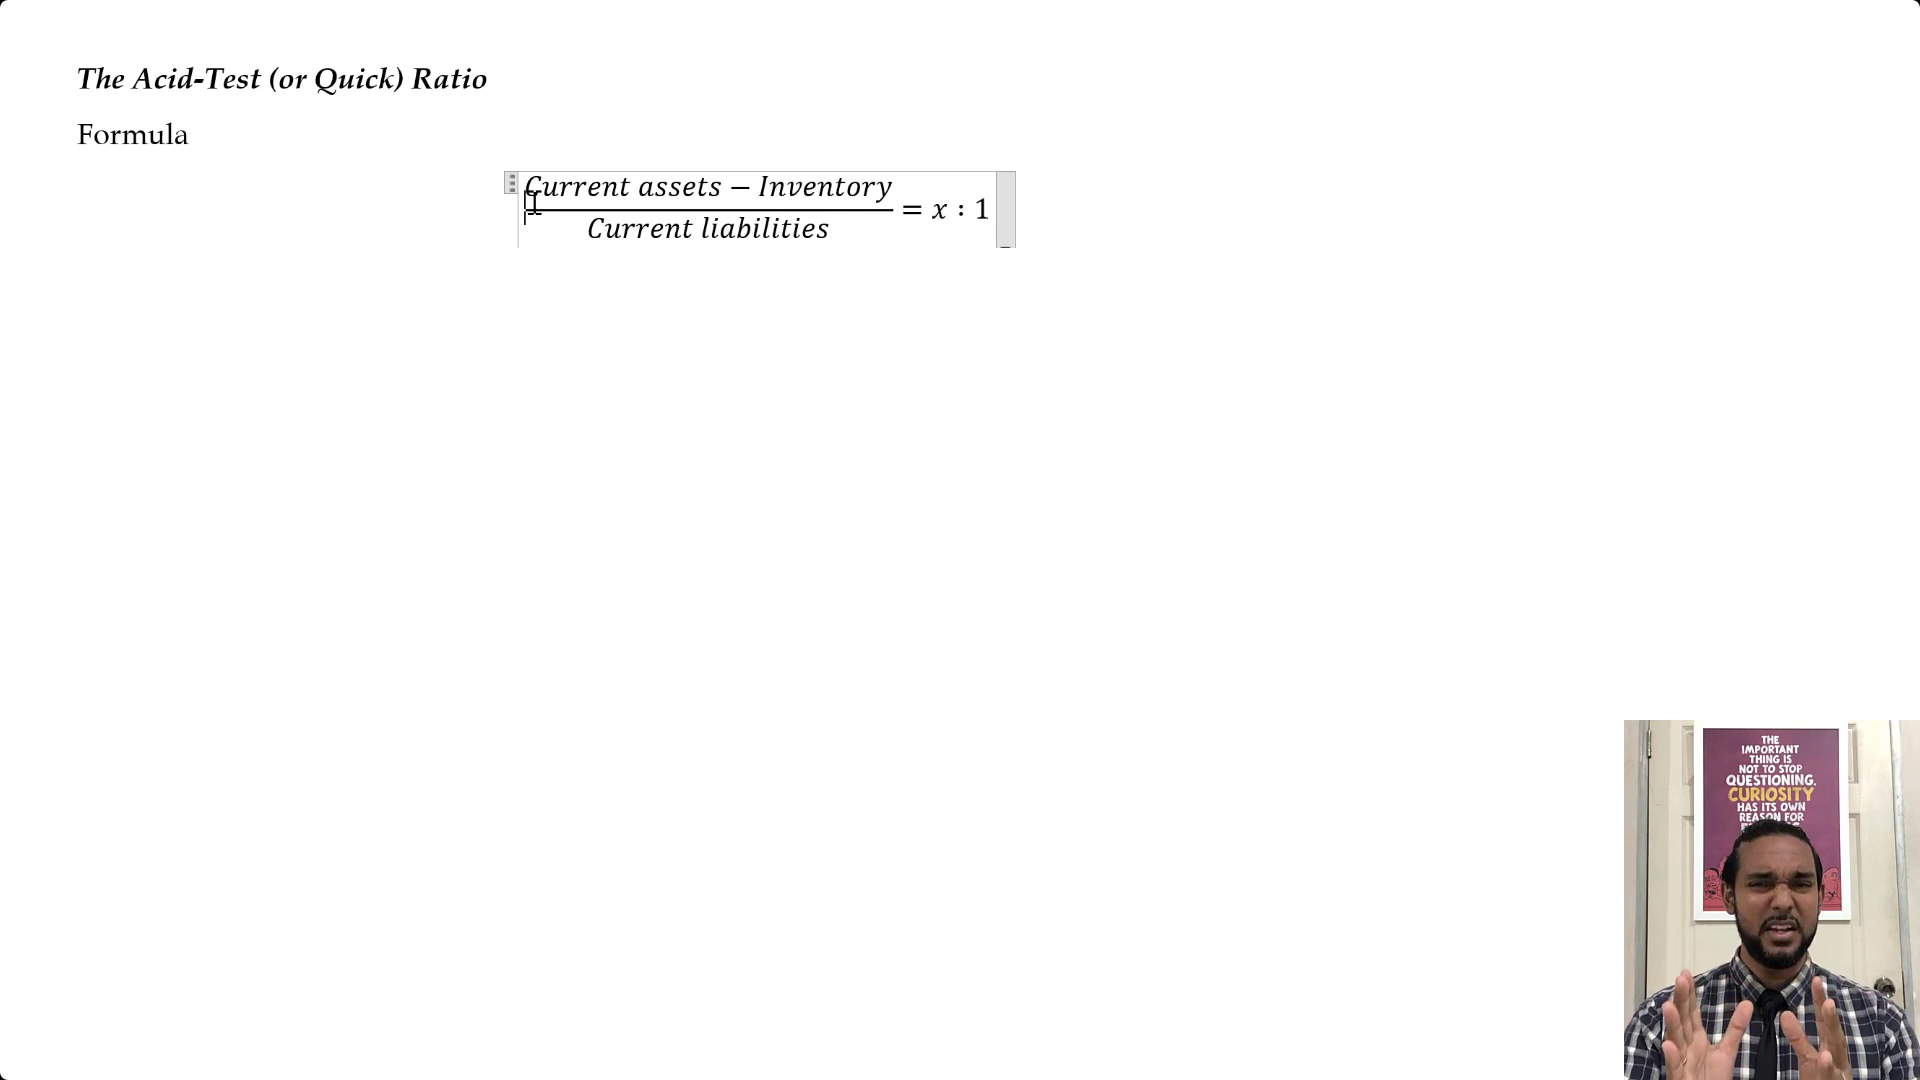 The Acid-Test (or Quick) Ratio
Formula
Current assets − Inventory
Current liabilities
= x : 1
THE
IMPORTANT
THING IS
NOT TO STOP
QUESTIONING.
CURIOSITY
HAS ITS OWN
REASON FOR